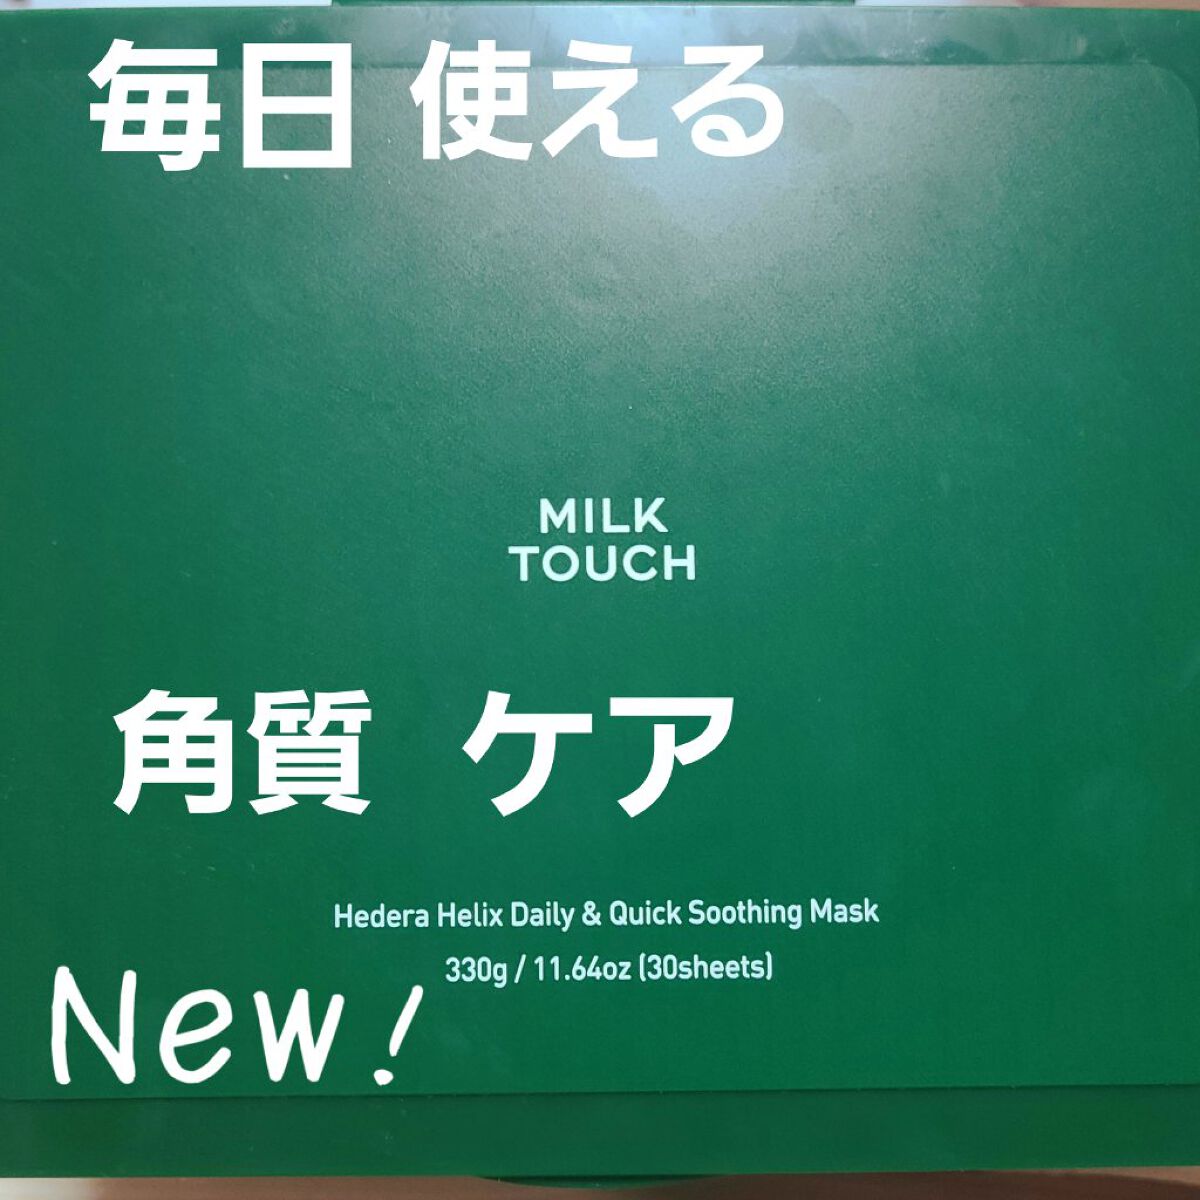 毎日 使える
MILK
TOUCH
角質 ケア
Hedera Helix Daily & Quick Soothing Mask
330g / 11.64oz (30sheets)
New!